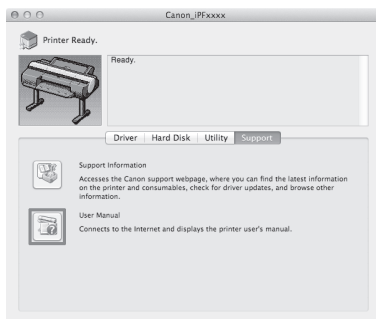 Canon_iPFxxxx
Printer Ready.
Ready.
Driver
Hard Disk
Utility
Support
Support Information
Accesses the Canon support webpage, where you can find the latest information
on the printer and consumables, check for driver updates, and browse other
information.
User Manual
Connects to the Internet and displays the printer user's manual.